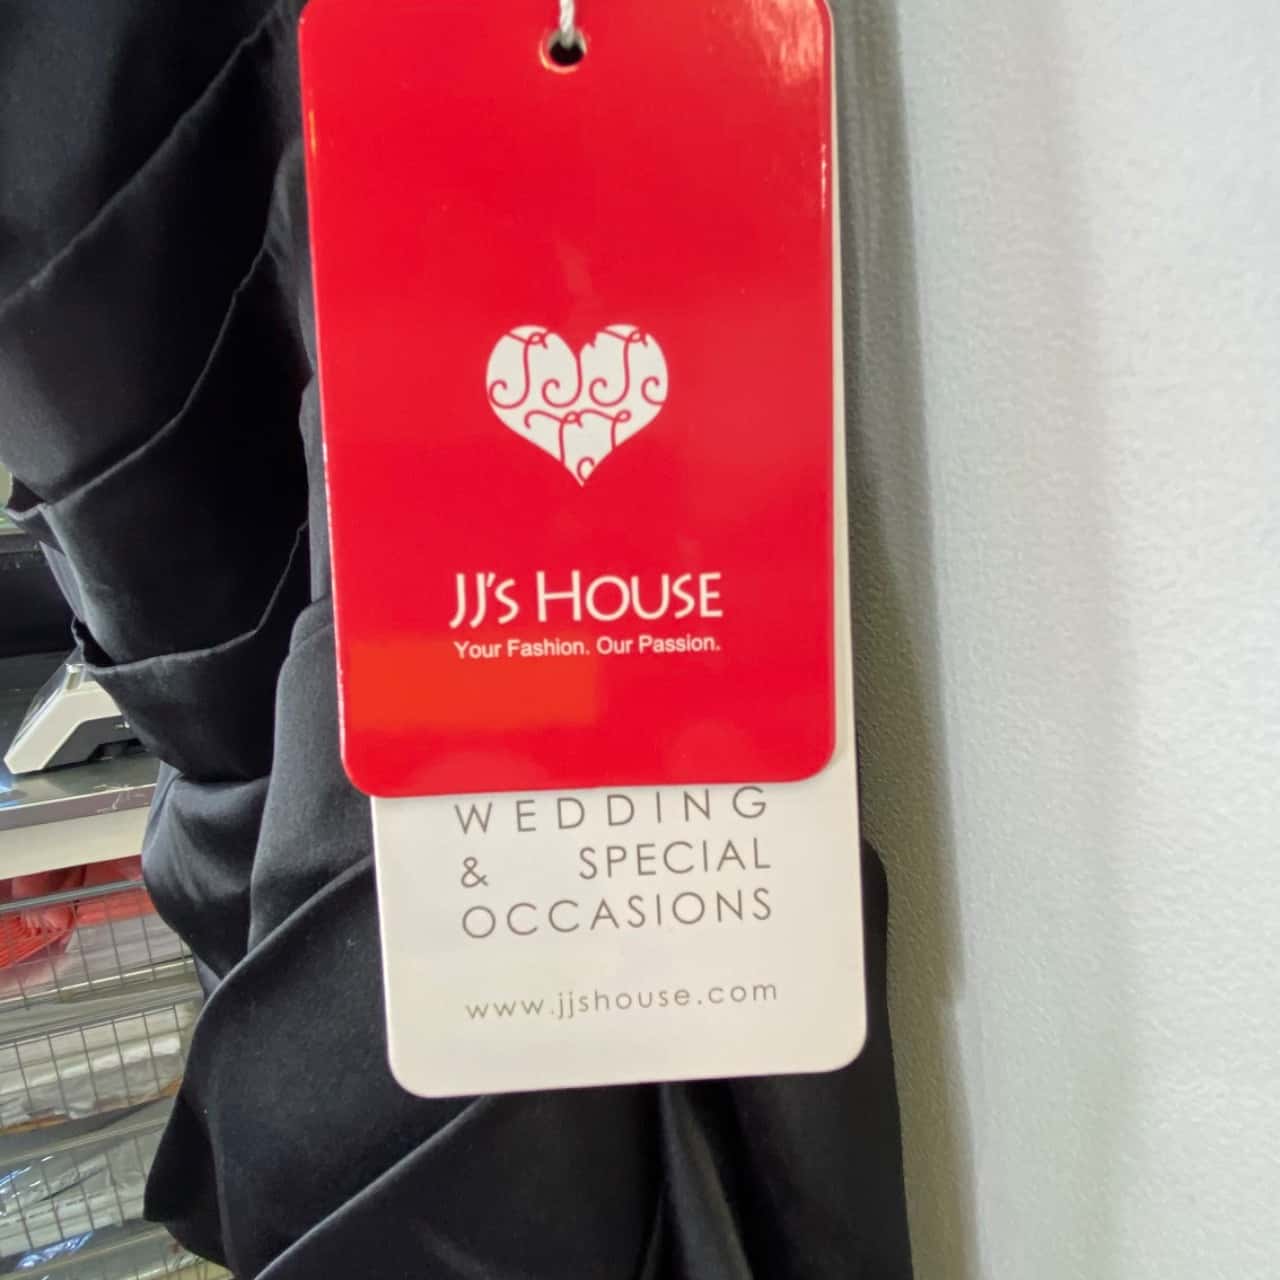 JJ's House
Your Fashion. Our Passion.
WEDDING
& SPECIAL
OCCASIONS
www.jjshouse.com